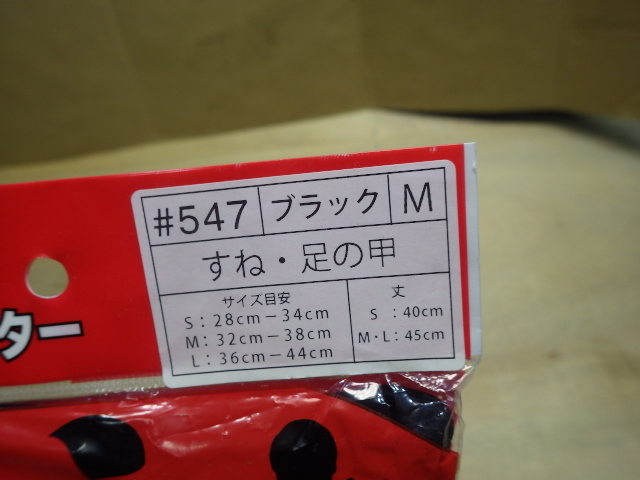 #547 ブラック M
すね・足の甲
サイズ目安
S：28cm－34cm
M：32cm－38cm
L：36cm－44cm
丈
S ：40cm
M・L：45cm
ター